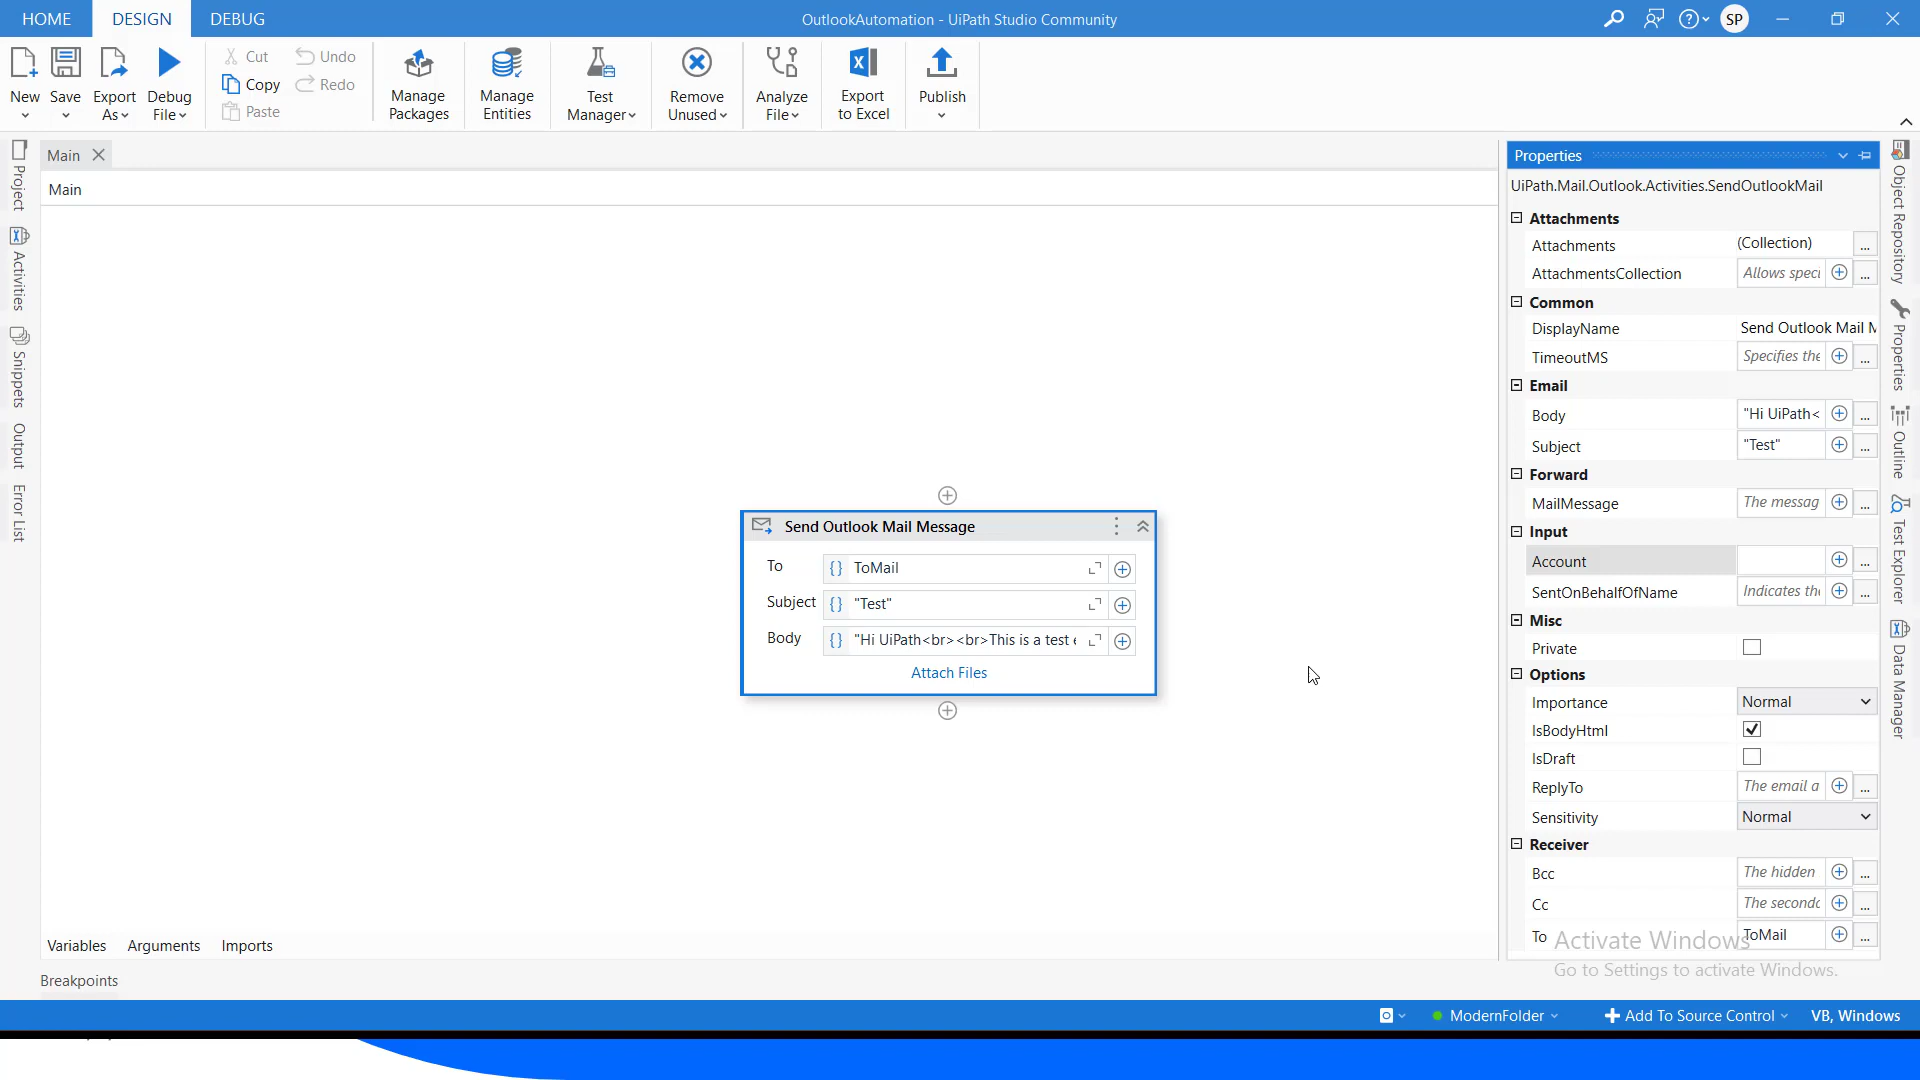 HOME DESIGN DEBUG OutlookAutomation - UiPath Studio Community SP
New Save Export As Debug File Cut Copy Paste Undo Redo Manage Packages Manage Entities Test Manager Remove Unused Analyze File Export to Excel Publish
Project
Activities
Snippets
Output
Error List
Main
Main
Send Outlook Mail Message
To ToMail
Subject "Test"
Body "Hi UiPath<br><br>This is a test e
Attach Files
Variables Arguments Imports
Breakpoints
Properties
UiPath.Mail.Outlook.Activities.SendOutlookMail
Attachments
Attachments (Collection) ...
AttachmentsCollection Allows speci ...
Common
DisplayName Send Outlook Mail M
TimeoutMS Specifies the ...
Email
Body "Hi UiPath< ...
Subject "Test" ...
Forward
MailMessage The messag ...
Input
Account ...
SentOnBehalfOfName Indicates th ...
Misc
Private
Options
Importance Normal
IsBodyHtml
IsDraft
ReplyTo The email a ...
Sensitivity Normal
Receiver
Bcc The hidden ...
Cc The secondc ...
To ToMail ...
Activate Windows
Go to Settings to activate Windows.
Object Repository
Properties
Outline
Test Explorer
Data Manager
ModernFolder Add To Source Control VB, Windows